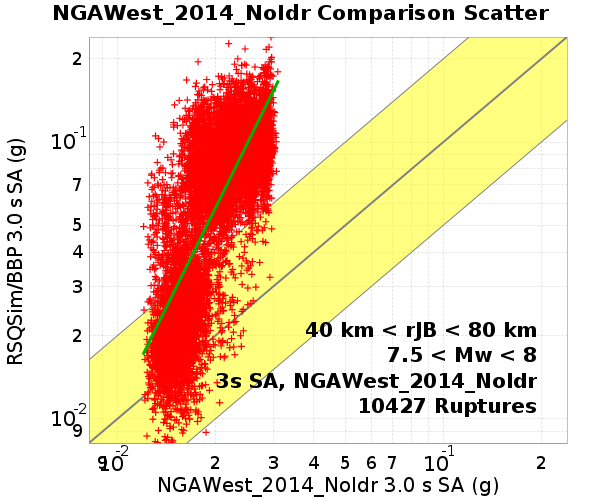 NGAWest_2014_NoIdr Comparison Scatter
RSQSim/BBP 3.0 s SA (g)
2
10-1
7
5
4
3
2
10-2
9
40 km < rJB < 80 km
7.5 < Mw < 8
3s SA, NGAWest_2014_NoIdr
10427 Ruptures
9 10-2 2 3 4 5 6 7 10-1 2
NGAWest_2014_NoIdr 3.0 s SA (g)